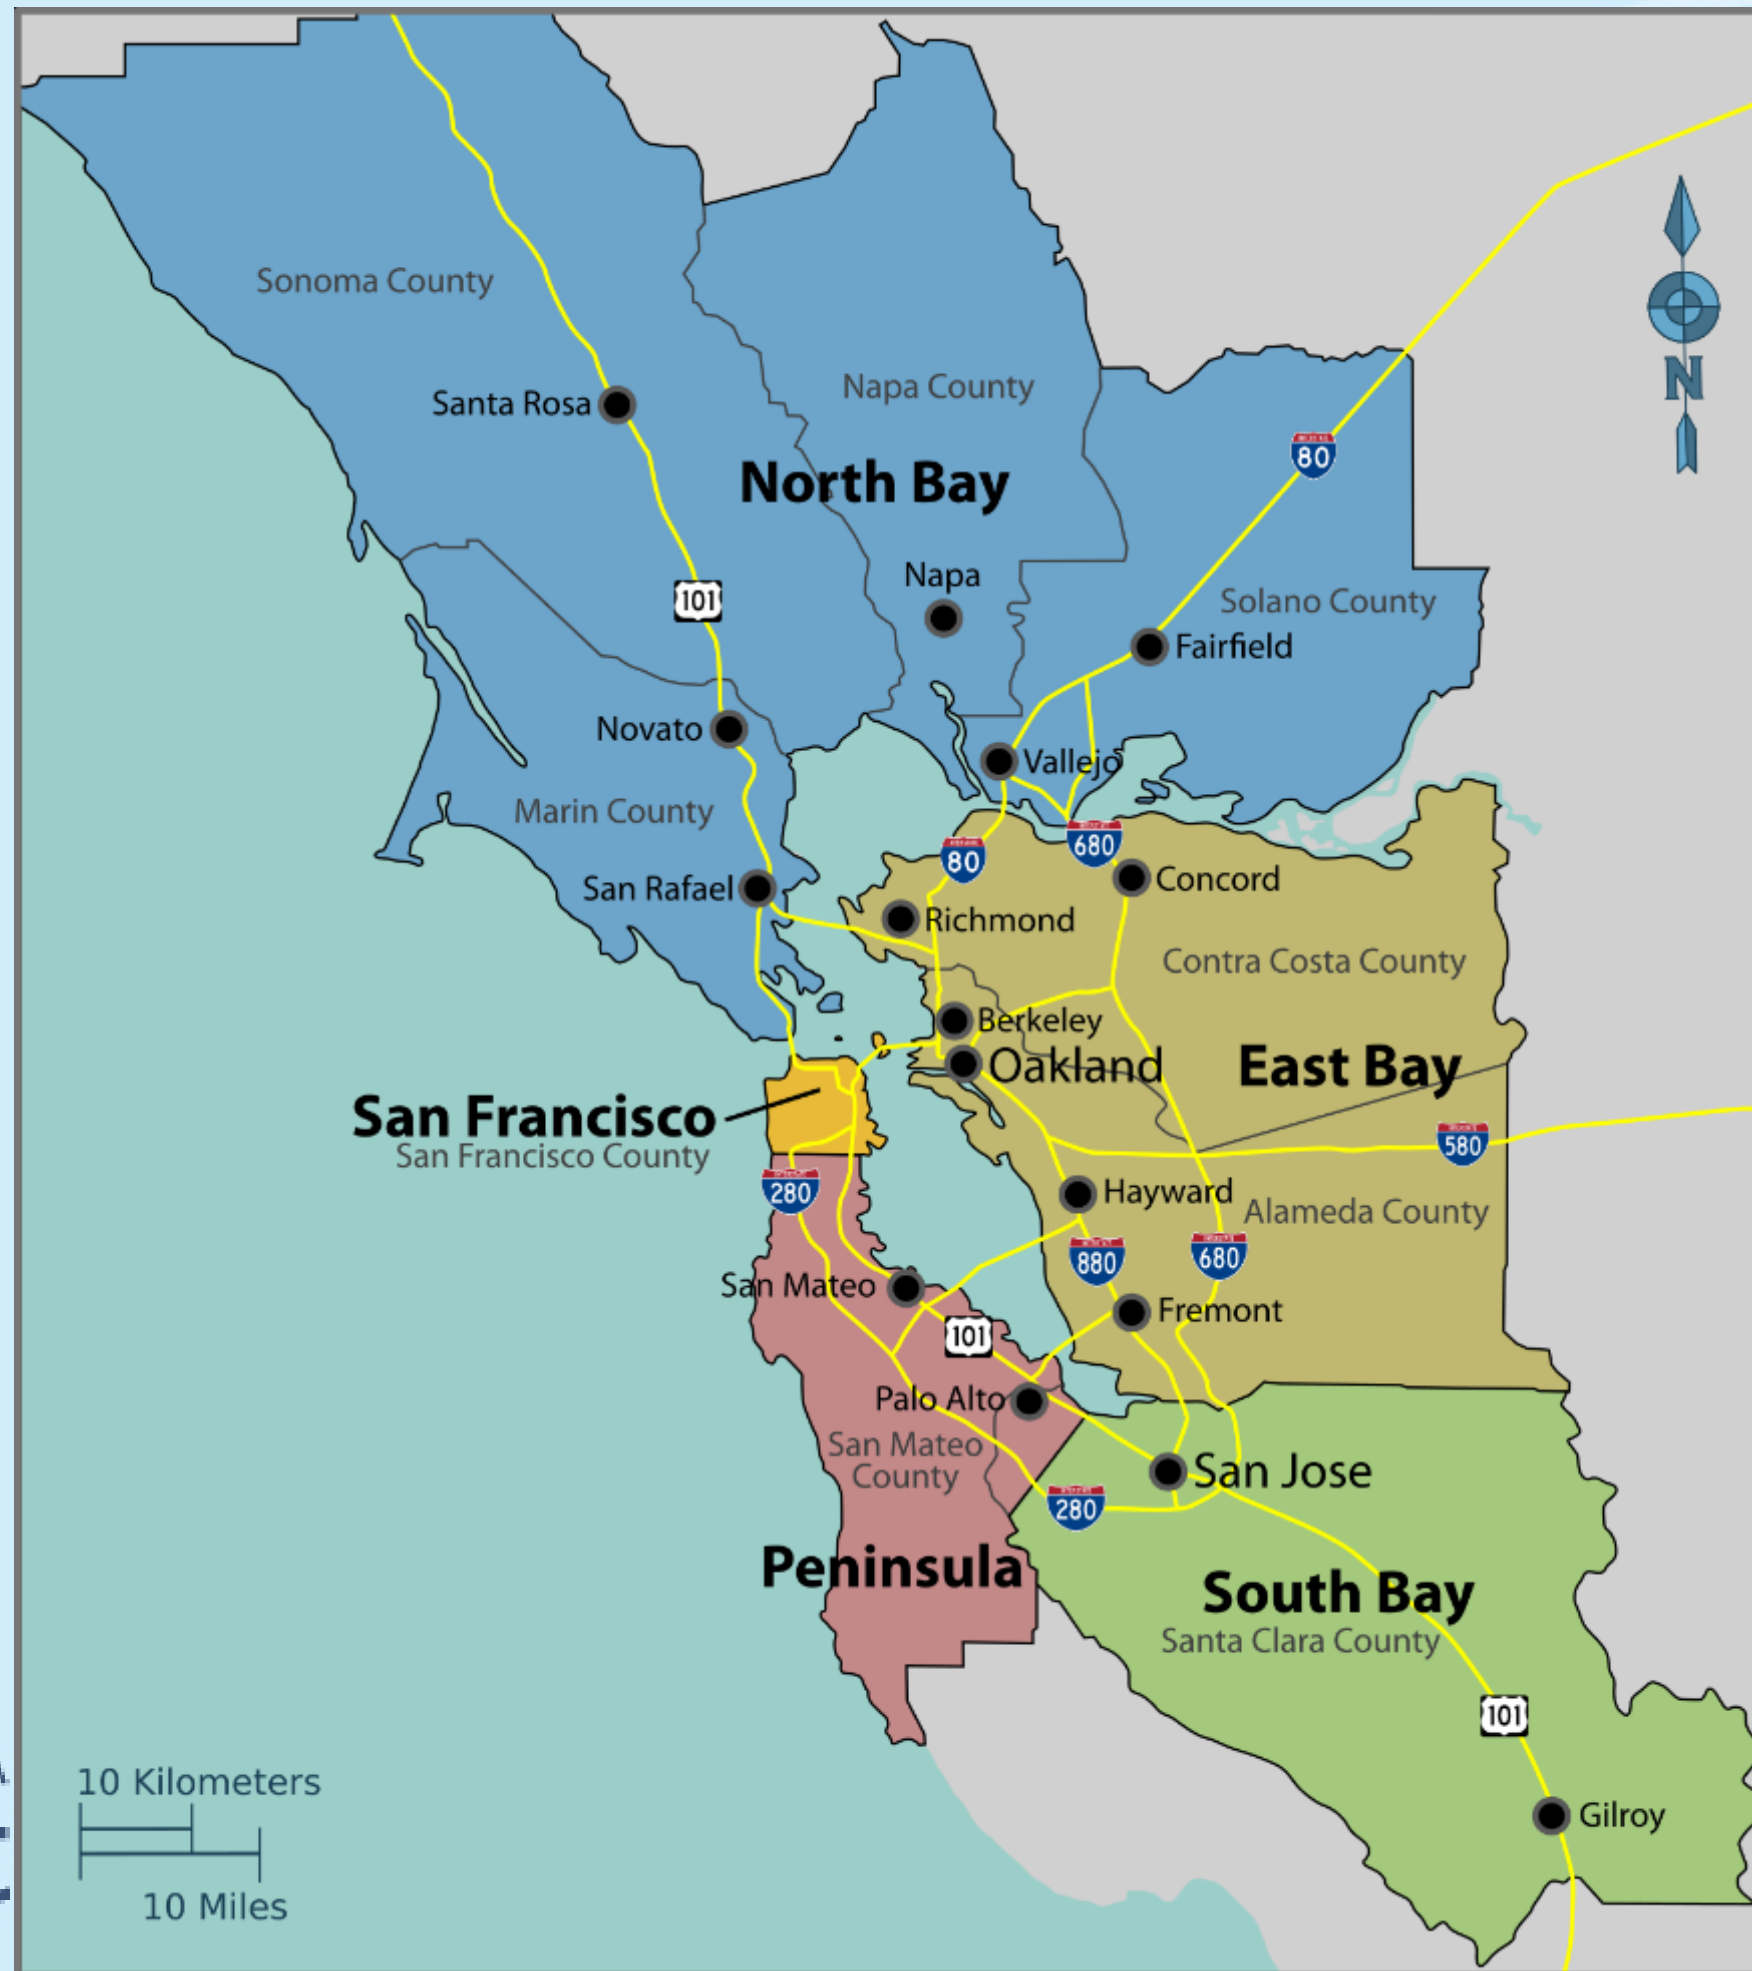 Sonoma County
Napa County
Santa Rosa
80
North Bay
N
101
Napa
Solano County
Fairfield
Novato
Vallejo
Marin County
80
680
San Rafael
Concord
Richmond
Contra Costa County
Berkeley
Oakland
East Bay
San Francisco
San Francisco County
580
280
Hayward
Alameda County
880
680
San Mateo
Fremont
101
Palo Alto
San Mateo
County
San Jose
280
Peninsula
South Bay
Santa Clara County
101
10 Kilometers
Gilroy
10 Miles